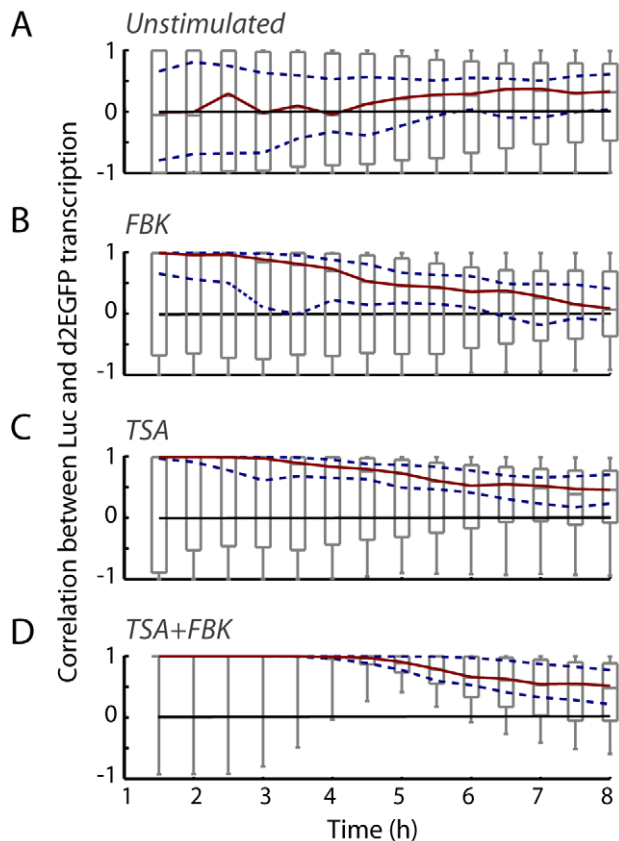 A
Unstimulated
1
0
-1
B
FBK
1
0
-1
C
TSA
1
0
-1
D
TSA+FBK
1
0
-1
1 2 3 4 5 6 7 8
Time (h)
Correlation between Luc and d2EGFP transcription